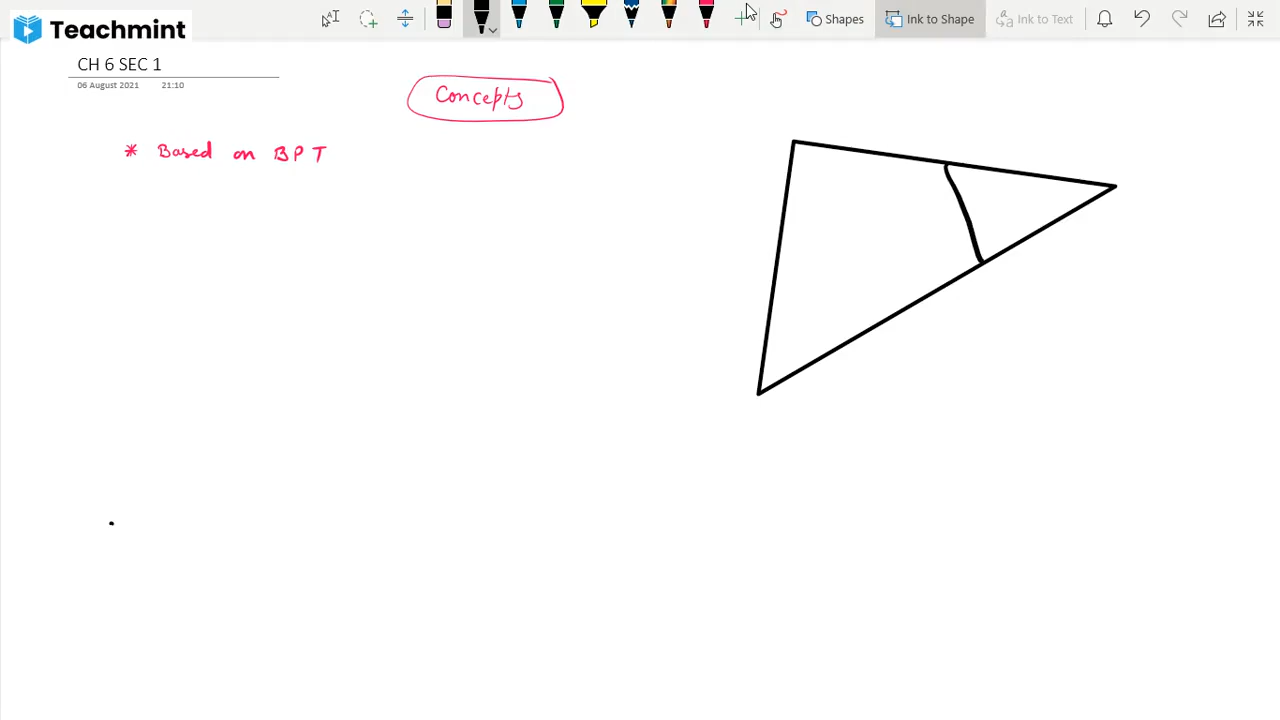 Teachmint
Shapes
Ink to Shape
Ink to Text
CH 6 SEC 1
06 August 2021 21:10
Concepts
* Based on BPT